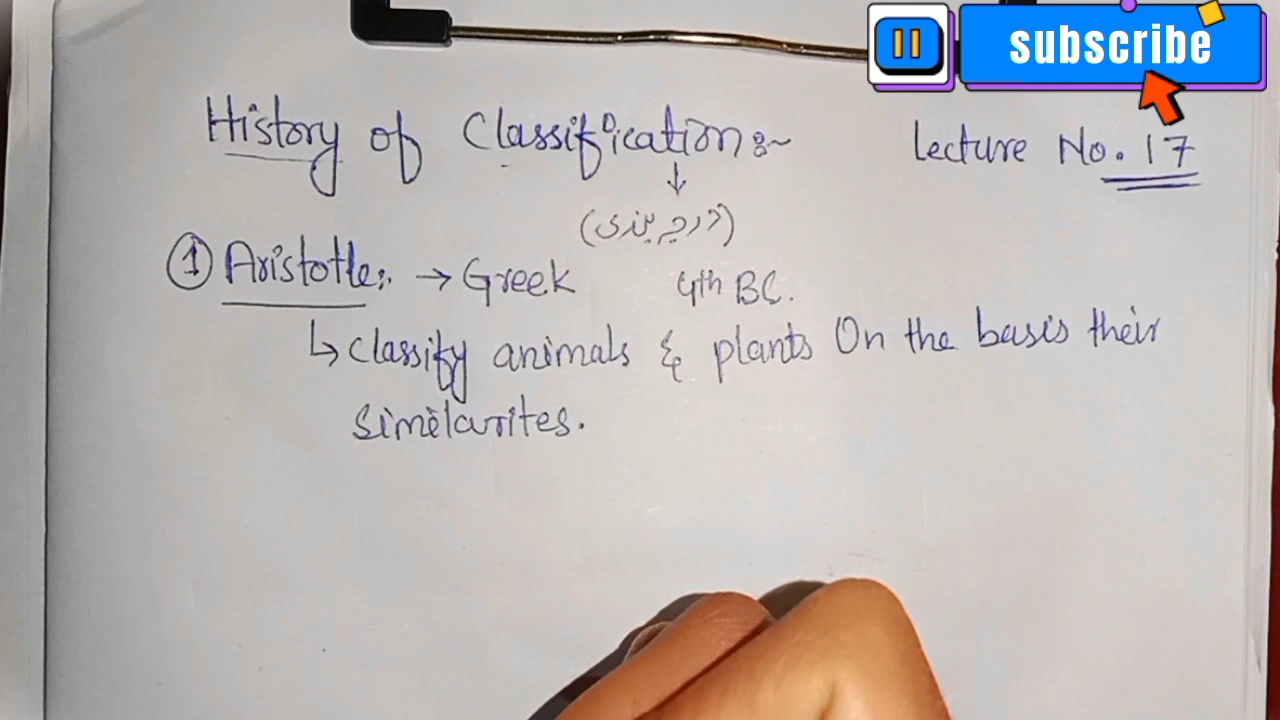 subscribe
History of Classification:~
Lecture No. 17
↓
(درجہ بندی)
① Aristotle:. → Greek 4th BC.
↳ Classify animals & plants On the basis their
similarites.